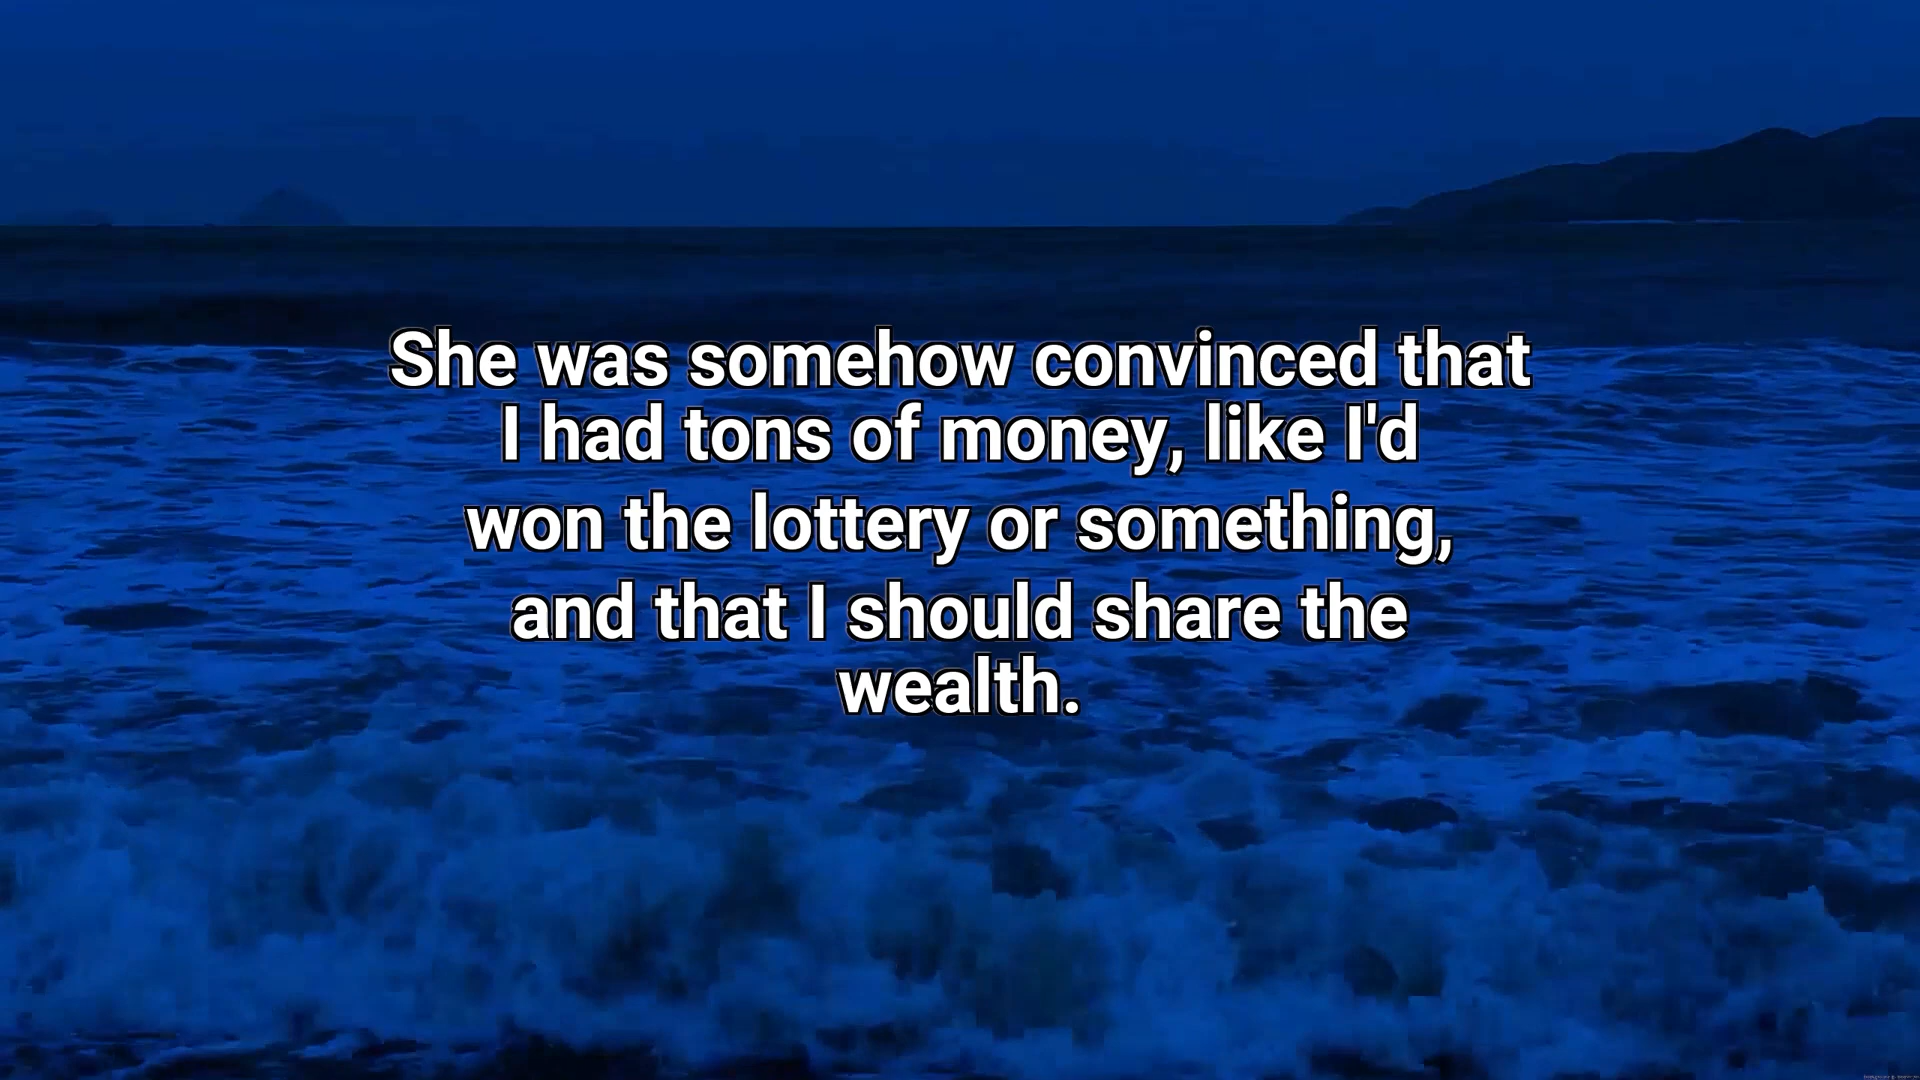 She was somehow convinced that
I had tons of money, like I'd
won the lottery or something,
and that I should share the
wealth.